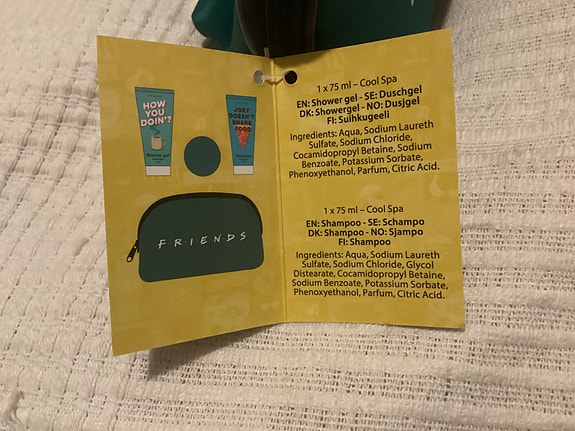 HOW
YOU
DOIN'?
Shower gel
JOEY
DOESN'T
SHARE
FOOD
FRIENDS
1 x 75 ml – Cool Spa
EN: Shower gel - SE: Duschgel
DK: Showergel - NO: Dusjgel
FI: Suihkugeeli
Ingredients: Aqua, Sodium Laureth
Sulfate, Sodium Chloride,
Cocamidopropyl Betaine, Sodium
Benzoate, Potassium Sorbate,
Phenoxyethanol, Parfum, Citric Acid.
1 x 75 ml – Cool Spa
EN: Shampoo - SE: Schampo
DK: Shampoo - NO: Sjampo
FI: Shampoo
Ingredients: Aqua, Sodium Laureth
Sulfate, Sodium Chloride, Glycol
Distearate, Cocamidopropyl Betaine,
Sodium Benzoate, Potassium Sorbate,
Phenoxyethanol, Parfum, Citric Acid.